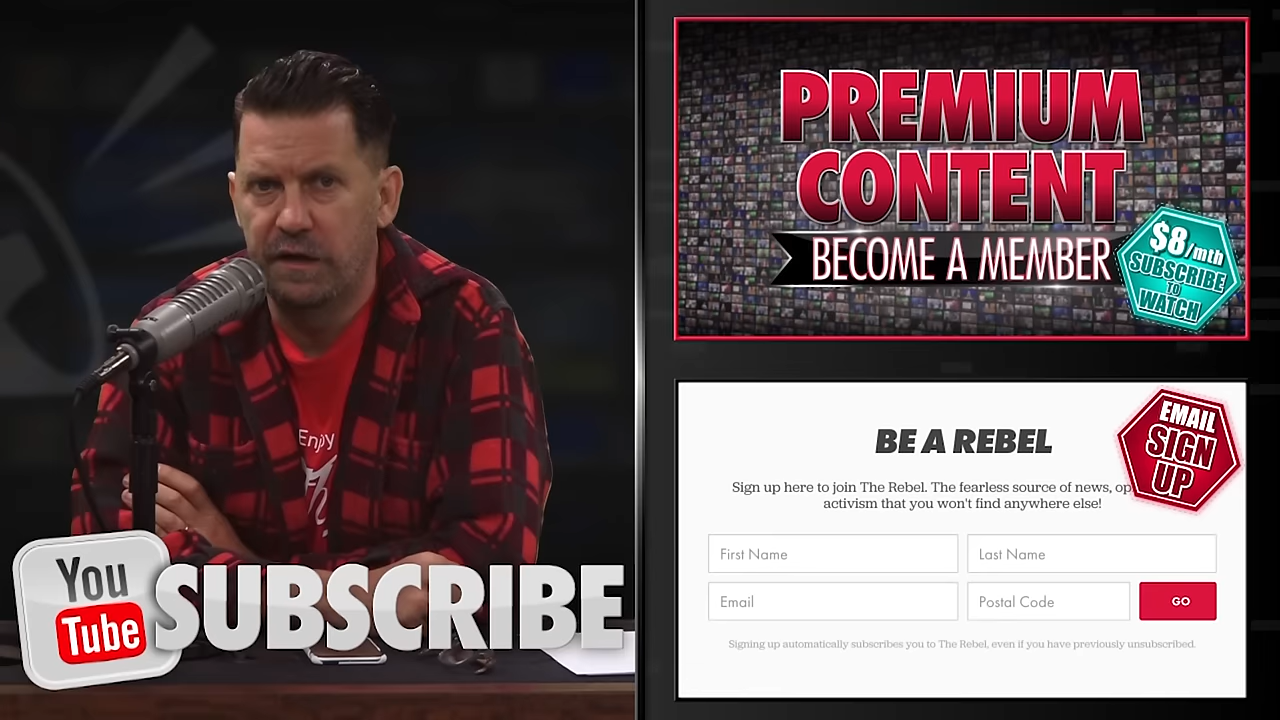 Enjoy
You
Tube
SUBSCRIBE
PREMIUM
CONTENT
BECOME A MEMBER
$8/mth
SUBSCRIBE
TO
WATCH
BE A REBEL
EMAIL
SIGN
UP
Sign up here to join The Rebel. The fearless source of news, op
activism that you won't find anywhere else!
First Name
Last Name
Email
Postal Code
GO
Signing up automatically subscribes you to The Rebel, even if you have previously unsubscribed.